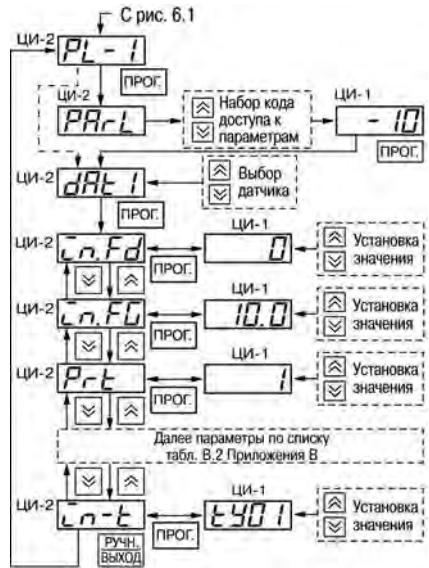 С рис. 6.1
ЦИ-2 PL-1
ПРОГ.
ЦИ-2
PArL
Набор кода
доступа к
параметрам
ЦИ-1
-10
ПРОГ.
ЦИ-2 dAt1
Выбор
датчика
ПРОГ.
ЦИ-2 in.Fd
ПРОГ.
ЦИ-1
0
Установка
значения
ЦИ-2 in.FG
ПРОГ.
ЦИ-1
10.0
Установка
значения
ЦИ-2 Prt
ПРОГ.
ЦИ-1
1
Установка
значения
Далее параметры по списку
табл. В.2 Приложения В
ЦИ-2 in-t
ПРОГ.
ЦИ-1
tY01
Установка
значения
РУЧН.
ВЫХОД